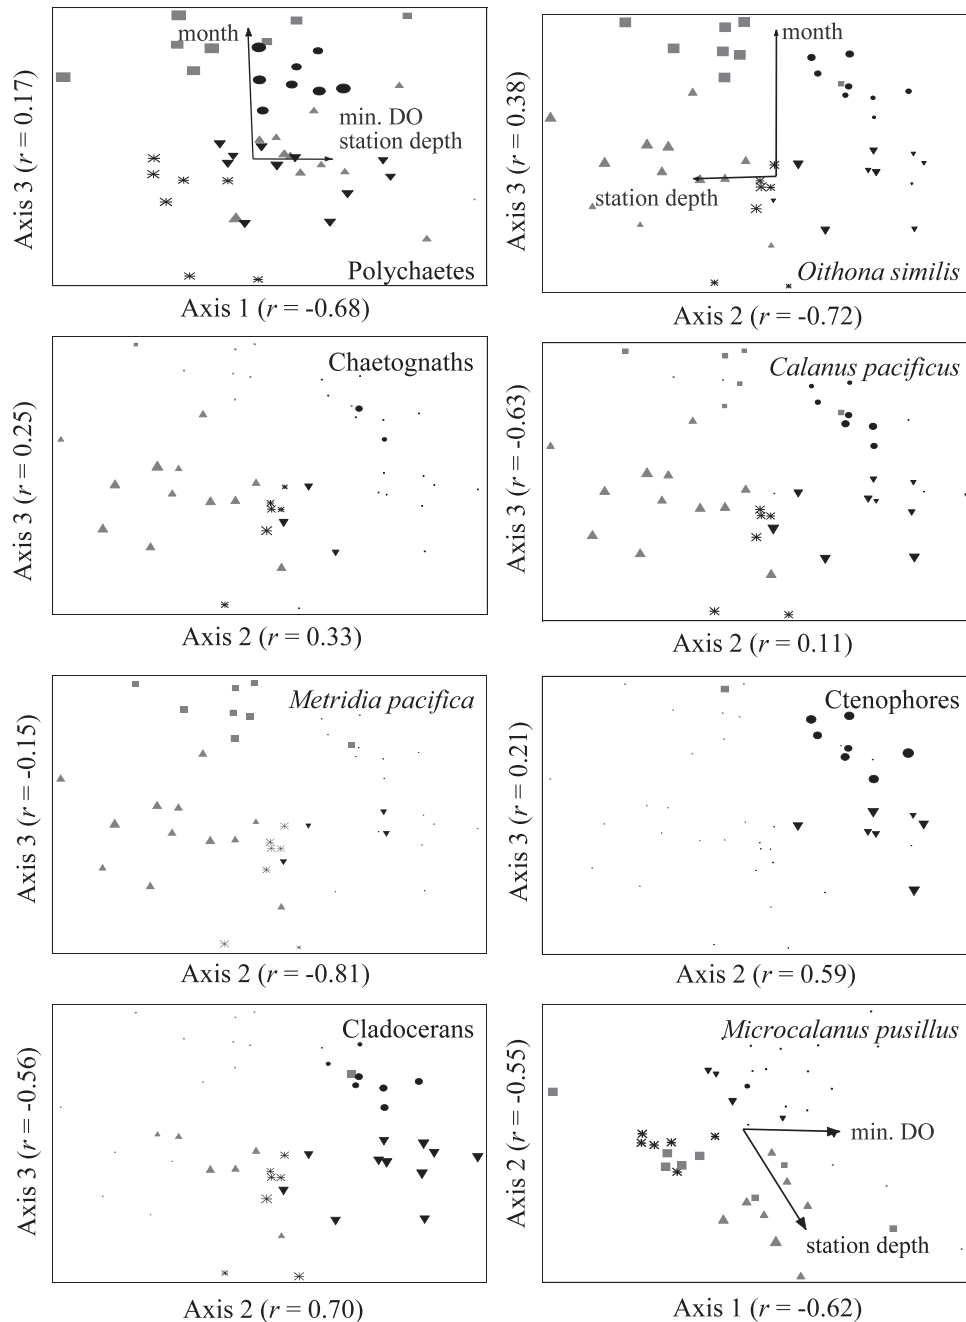 month
min. DO
station depth
Polychaetes
Axis 3 (r = 0.17)
Axis 1 (r = -0.68)
month
station depth
Oithona similis
Axis 3 (r = 0.38)
Axis 2 (r = -0.72)
Chaetognaths
Axis 3 (r = 0.25)
Axis 2 (r = 0.33)
Calanus pacificus
Axis 3 (r = -0.63)
Axis 2 (r = 0.11)
Metridia pacifica
Axis 3 (r = -0.15)
Axis 2 (r = -0.81)
Ctenophores
Axis 3 (r = 0.21)
Axis 2 (r = 0.59)
Cladocerans
Axis 3 (r = -0.56)
Axis 2 (r = 0.70)
Microcalanus pusillus
min. DO
station depth
Axis 2 (r = -0.55)
Axis 1 (r = -0.62)